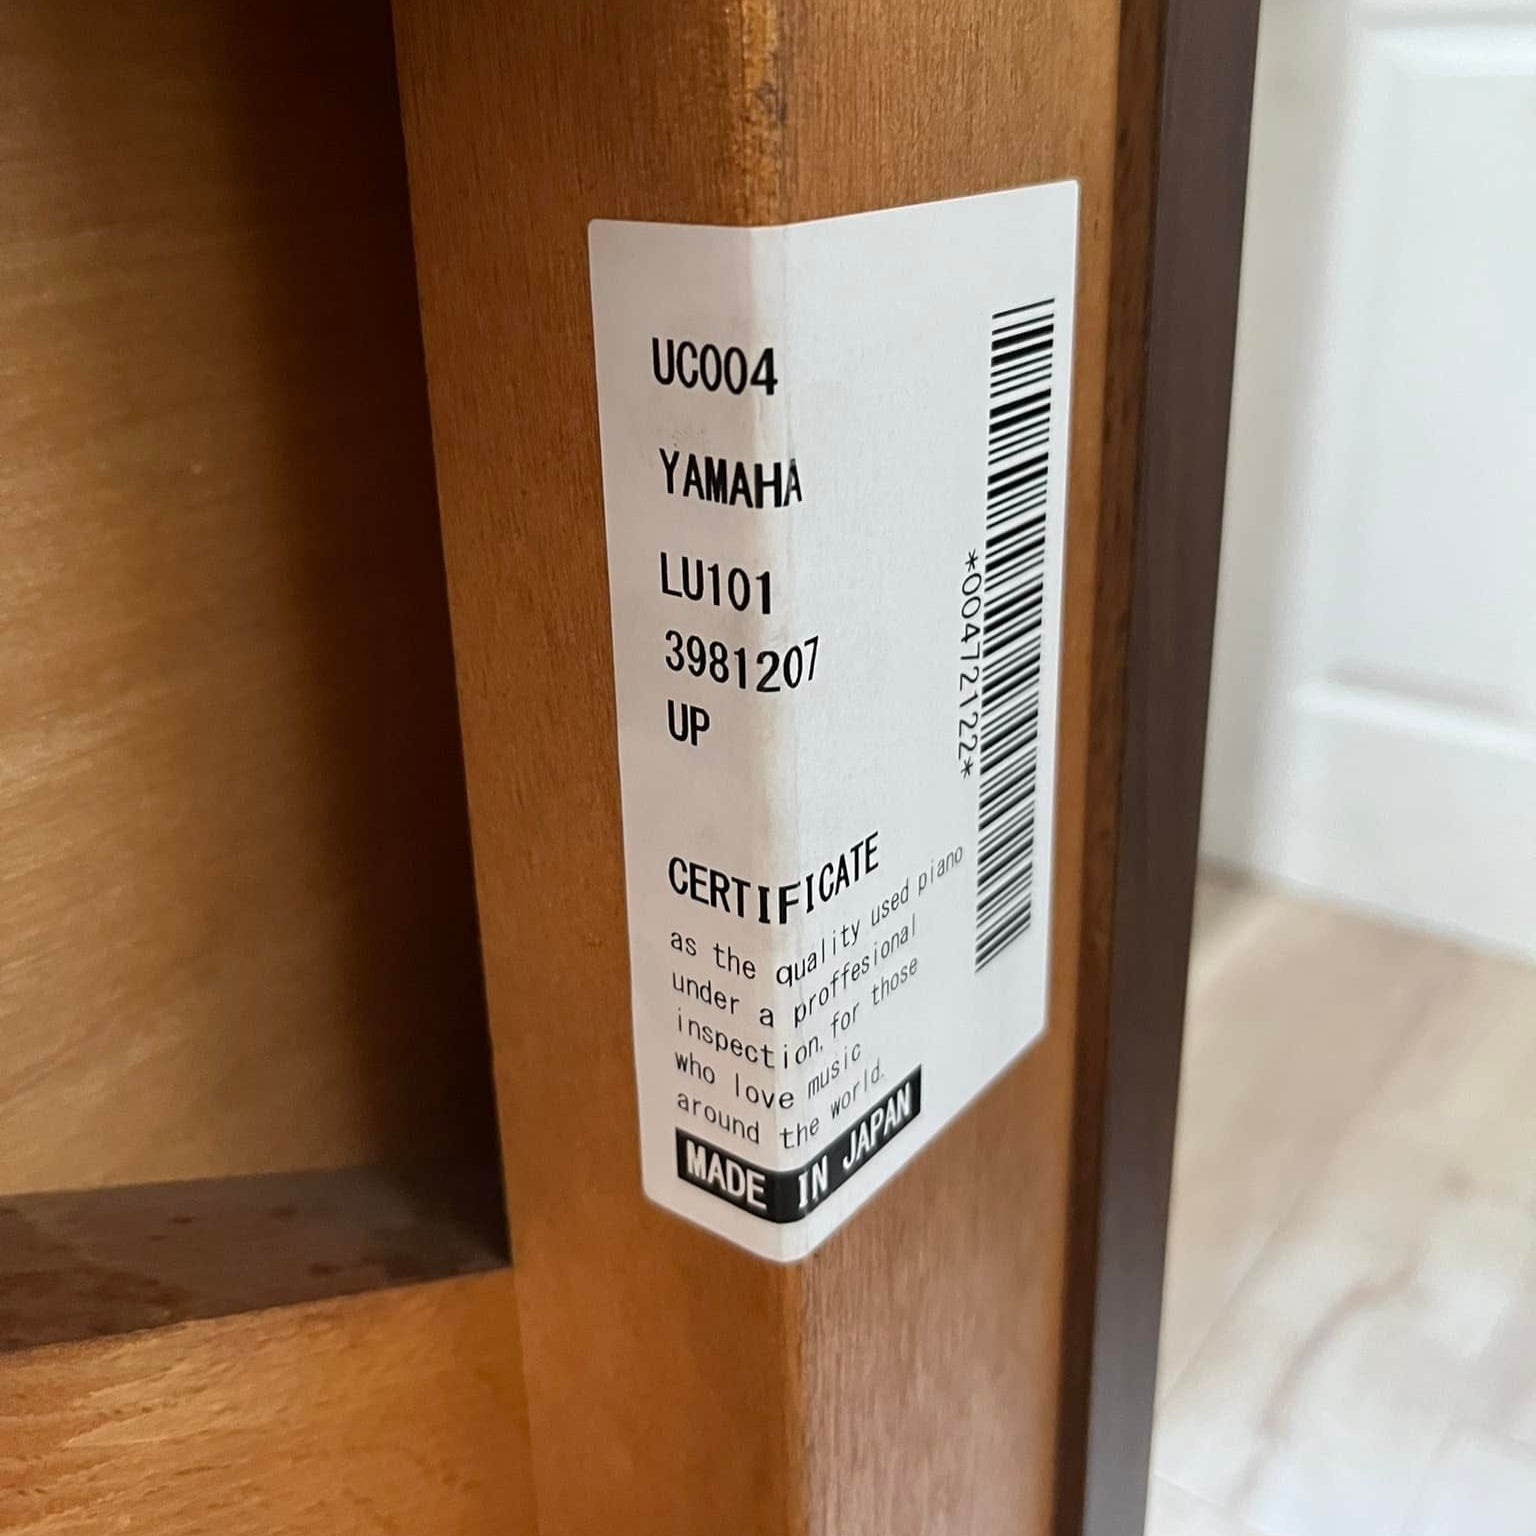 UC004
YAMAHA
LU101
3981207
UP
*00472122*
CERTIFICATE
as the quality used piano
under a proffesional
inspection, for those
who love music
around the world.
MADE IN JAPAN